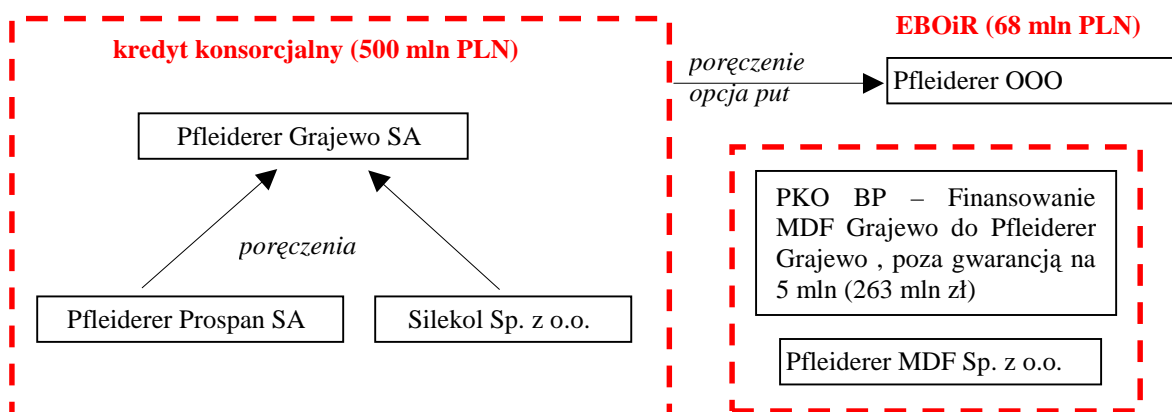 kredyt konsorcjalny (500 mln PLN)
EBOiR (68 mln PLN)
poręczenie
opcja put
Pfleiderer OOO
Pfleiderer Grajewo SA
poręczenia
Pfleiderer Prospan SA
Silekol Sp. z o.o.
PKO BP – Finansowanie
MDF Grajewo do Pfleiderer
Grajewo , poza gwarancją na
5 mln (263 mln zł)
Pfleiderer MDF Sp. z o.o.